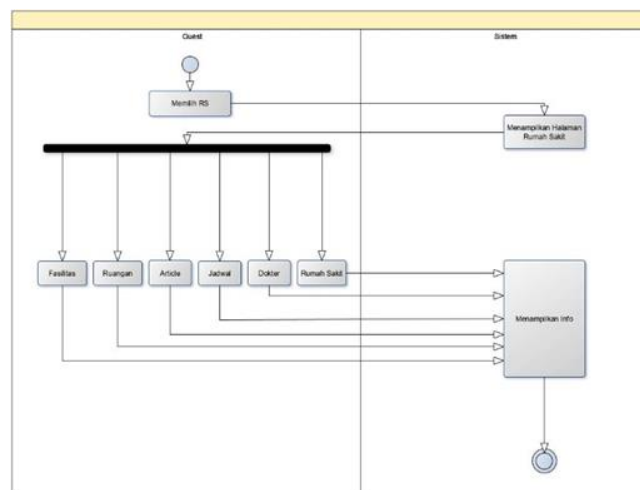 Guest
Sistem
Memilih RS
Menampilkan Halaman
Rumah Sakit
Fasilitas
Ruangan
Article
Jadwal
Dokter
Rumah Sakit
Menampilkan Info